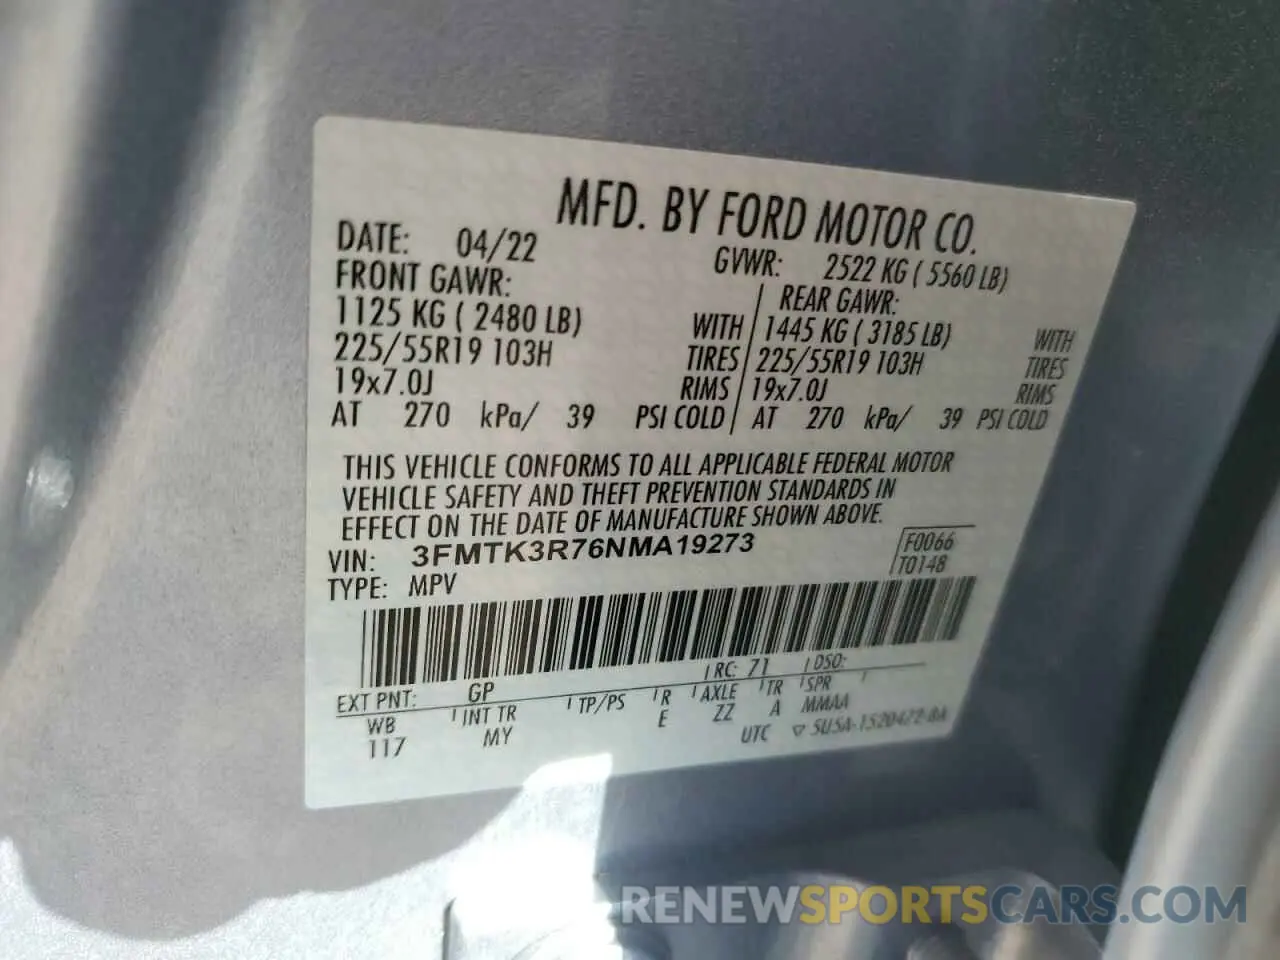 MFD. BY FORD MOTOR CO.
DATE: 04/22 GVWR: 2522 KG ( 5560 LB)
FRONT GAWR: REAR GAWR:
1125 KG ( 2480 LB) WITH 1445 KG ( 3185 LB) WITH
225/55R19 103H TIRES 225/55R19 103H TIRES
19x7.0J RIMS 19x7.0J RIMS
AT 270 kPa/ 39 PSI COLD AT 270 kPa/ 39 PSI COLD
THIS VEHICLE CONFORMS TO ALL APPLICABLE FEDERAL MOTOR
VEHICLE SAFETY AND THEFT PREVENTION STANDARDS IN
EFFECT ON THE DATE OF MANUFACTURE SHOWN ABOVE.
VIN: 3FMTK3R76NMA19273 F0066
TYPE: MPV T0148
EXT PNT: GP RC: 71 DSO:
WB INT TR TP/PS R AXLE TR SPR
117 MY E ZZ A MMAA
UTC ▽ 5U5A-1520472-BA
RENEWSPORTSCARS.COM